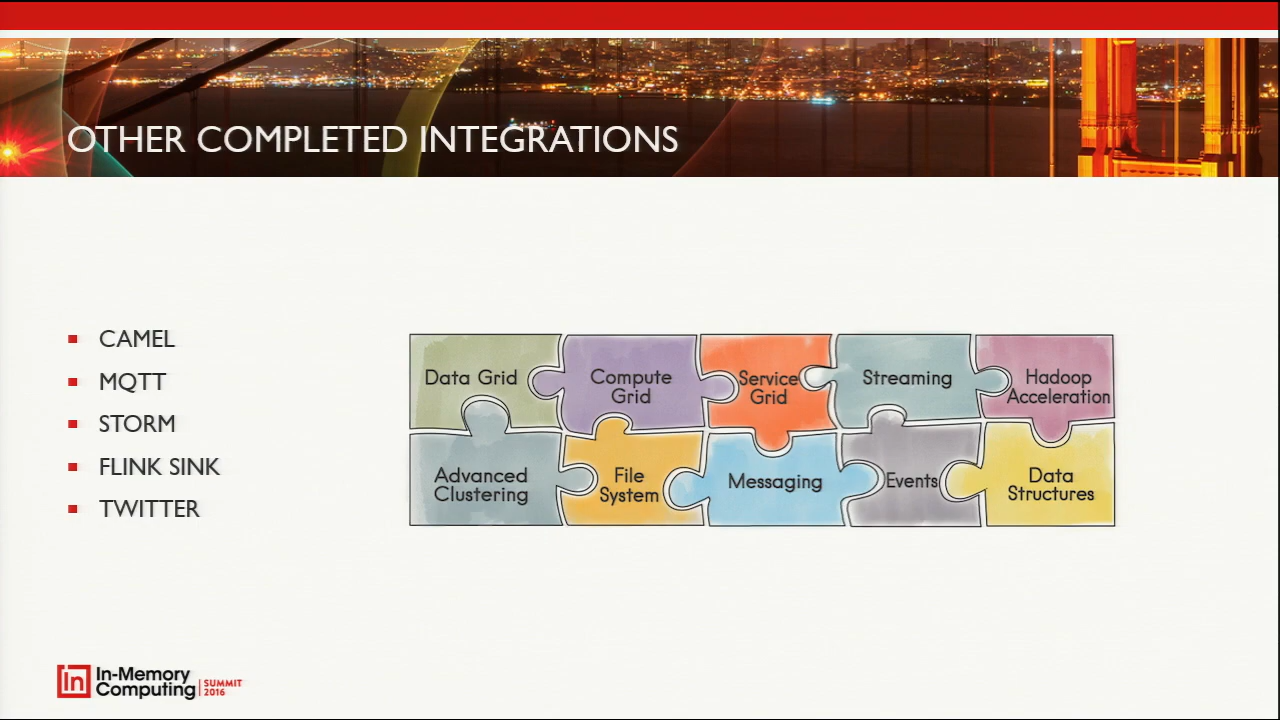 OTHER COMPLETED INTEGRATIONS
CAMEL
MQTT
STORM
FLINK SINK
TWITTER
Data Grid
Compute
Grid
Service
Grid
Streaming
Hadoop
Acceleration
Advanced
Clustering
File
System
Messaging
Events
Data
Structures
in
In-Memory
Computing
SUMMIT
2016